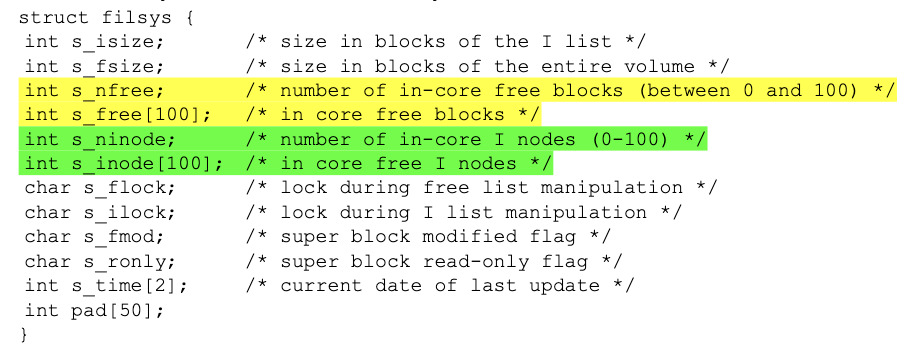 struct filsys {
int s_isize; /* size in blocks of the I list */
int s_fsize; /* size in blocks of the entire volume */
int s_nfree; /* number of in-core free blocks (between 0 and 100) */
int s_free[100]; /* in core free blocks */
int s_ninode; /* number of in-core I nodes (0-100) */
int s_inode[100]; /* in core free I nodes */
char s_flock; /* lock during free list manipulation */
char s_ilock; /* lock during I list manipulation */
char s_fmod; /* super block modified flag */
char s_ronly; /* super block read-only flag */
int s_time[2]; /* current date of last update */
int pad[50];
}